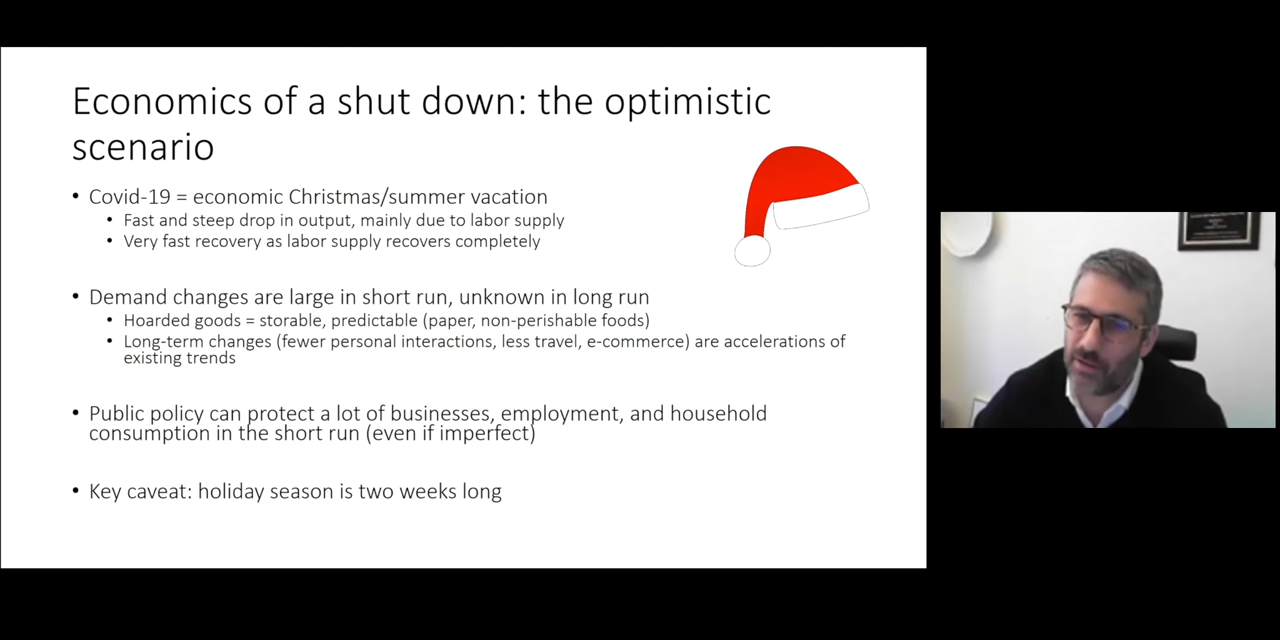 Economics of a shut down: the optimistic
scenario
• Covid-19 = economic Christmas/summer vacation
• Fast and steep drop in output, mainly due to labor supply
• Very fast recovery as labor supply recovers completely
• Demand changes are large in short run, unknown in long run
• Hoarded goods = storable, predictable (paper, non-perishable foods)
• Long-term changes (fewer personal interactions, less travel, e-commerce) are accelerations of
existing trends
• Public policy can protect a lot of businesses, employment, and household
consumption in the short run (even if imperfect)
• Key caveat: holiday season is two weeks long